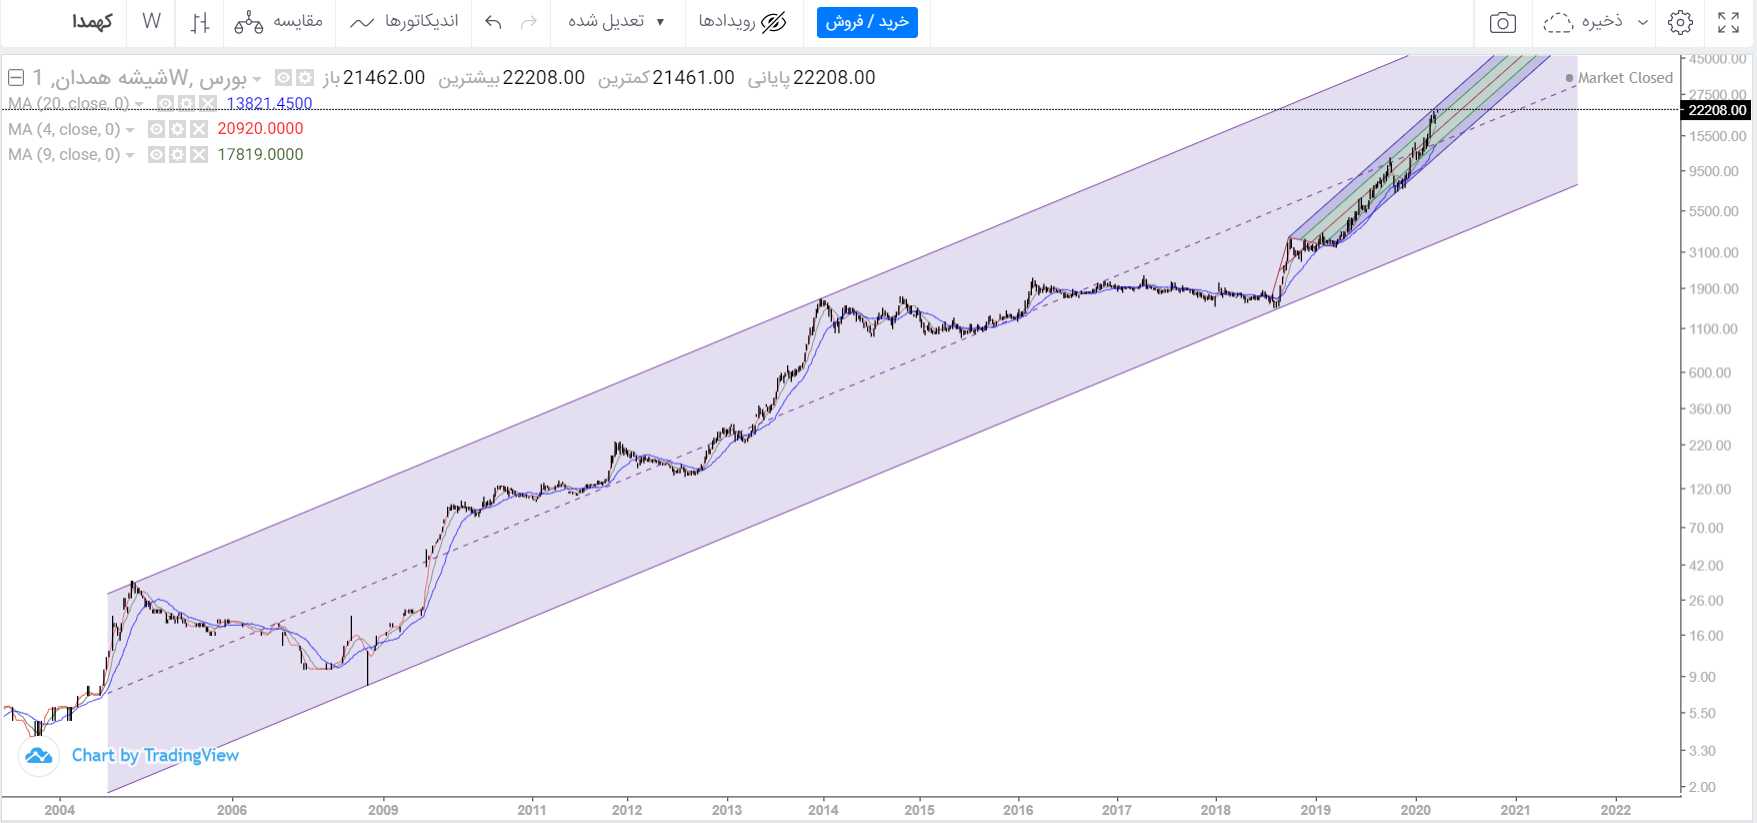 کهمدا W مقایسه اندیکاتورها تعدیل شده رویدادها خرید / فروش ذخیره
شیشه همدان, 1W, بورس باز 21462.00 بیشترین 22208.00 کمترین 21461.00 پایانی 22208.00
Market Closed
MA (20, close, 0) 13821.4500
MA (4, close, 0) 20920.0000
MA (9, close, 0) 17819.0000
45000.00
27500.00
22208.00
15500.00
9500.00
5500.00
3100.00
1900.00
1100.00
600.00
360.00
220.00
120.00
70.00
42.00
26.00
16.00
9.00
5.50
3.30
2.00
Chart by TradingView
2004 2006 2009 2011 2012 2013 2014 2015 2016 2017 2018 2019 2020 2021 2022